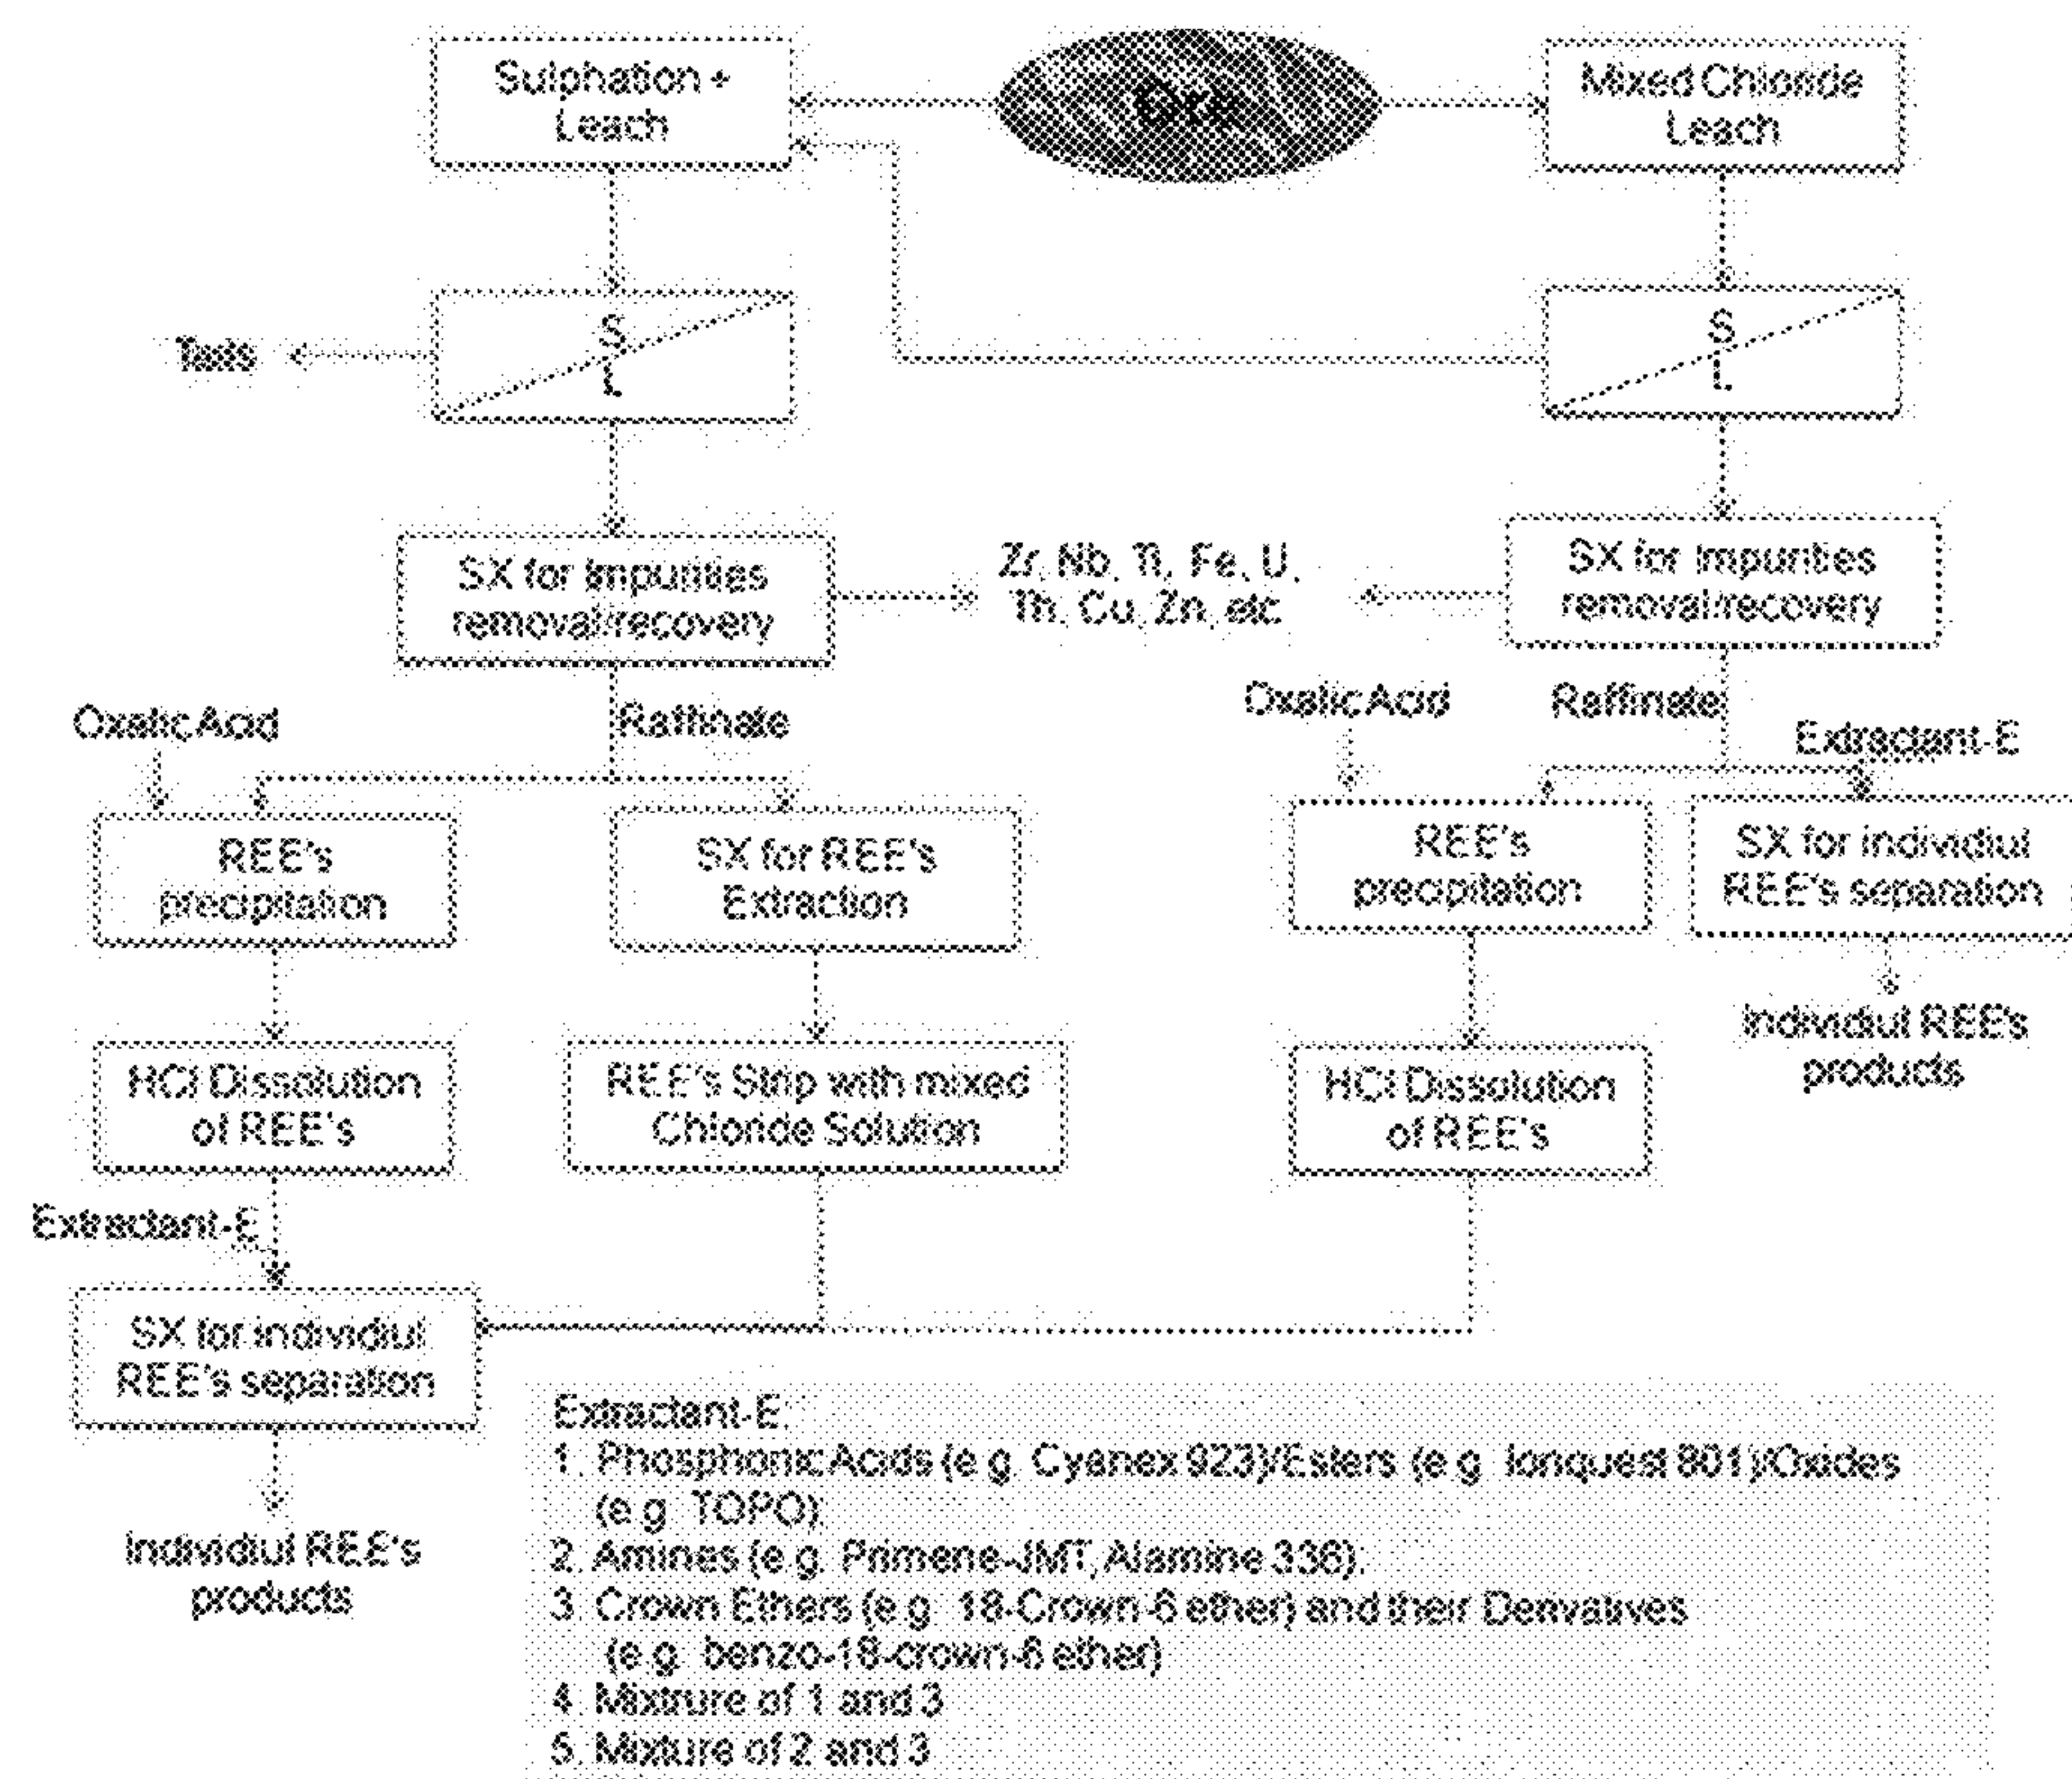 Sulphation +
Leach
Ore
Mixed Chloride
Leach
S
L
Tails
S
L
SX for Impurities
removal/recovery
Zr, Nb, Ti, Fe, U,
Th, Cu, Zn, etc
SX for Impurities
removal/recovery
Oxalic Acid
Raffinate
Oxalic Acid
Raffinate
Extractant-E
REE's
precipitation
SX for REE's
Extraction
REE's
precipitation
SX for individiul
REE's separation
HCl Dissolution
of REE's
REE's Strip with mixed
Chloride Solution
HCl Dissolution
of REE's
Individiul REE's
products
Extractant-E
SX for individiul
REE's separation
Individiul REE's
products
Extractant-E:
1. Phosphonic Acids (e.g. Cyanex 923)/Esters (e.g. Ionquest 801)/Oxides
(e.g. TOPO)
2. Amines (e.g. Primene-JMT, Alamine 336).
3. Crown Ethers (e.g. 18-Crown-6 ether) and their Derivatives
(e.g. benzo-18-crown-6 ether)
4. Mixtrure of 1 and 3
5. Mixture of 2 and 3